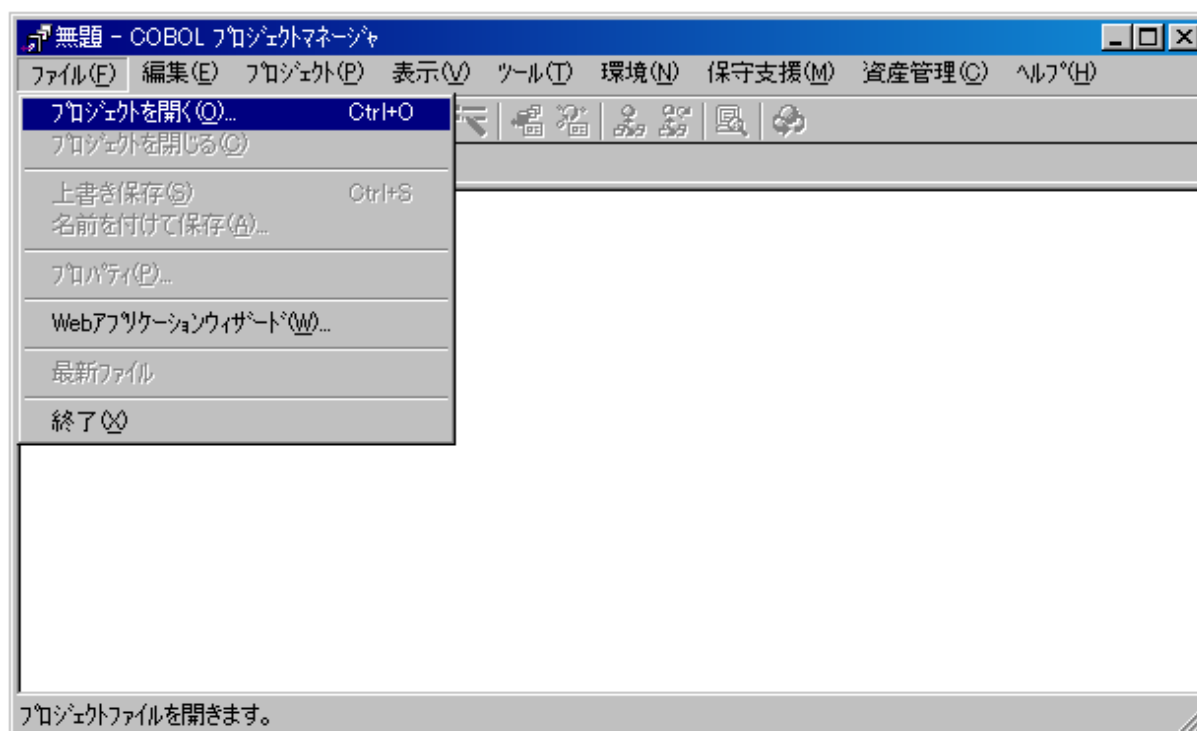 無題 - COBOL プロジェクトマネージャ
ファイル(F) 編集(E) プロジェクト(P) 表示(V) ツール(T) 環境(N) 保守支援(M) 資産管理(C) ヘルプ(H)
プロジェクトを開く(O)... Ctrl+O
プロジェクトを閉じる(C)
上書き保存(S) Ctrl+S
名前を付けて保存(A)...
プロパティ(P)...
Webアプリケーションウィザード(W)...
最新ファイル
終了(X)
プロジェクトファイルを開きます。